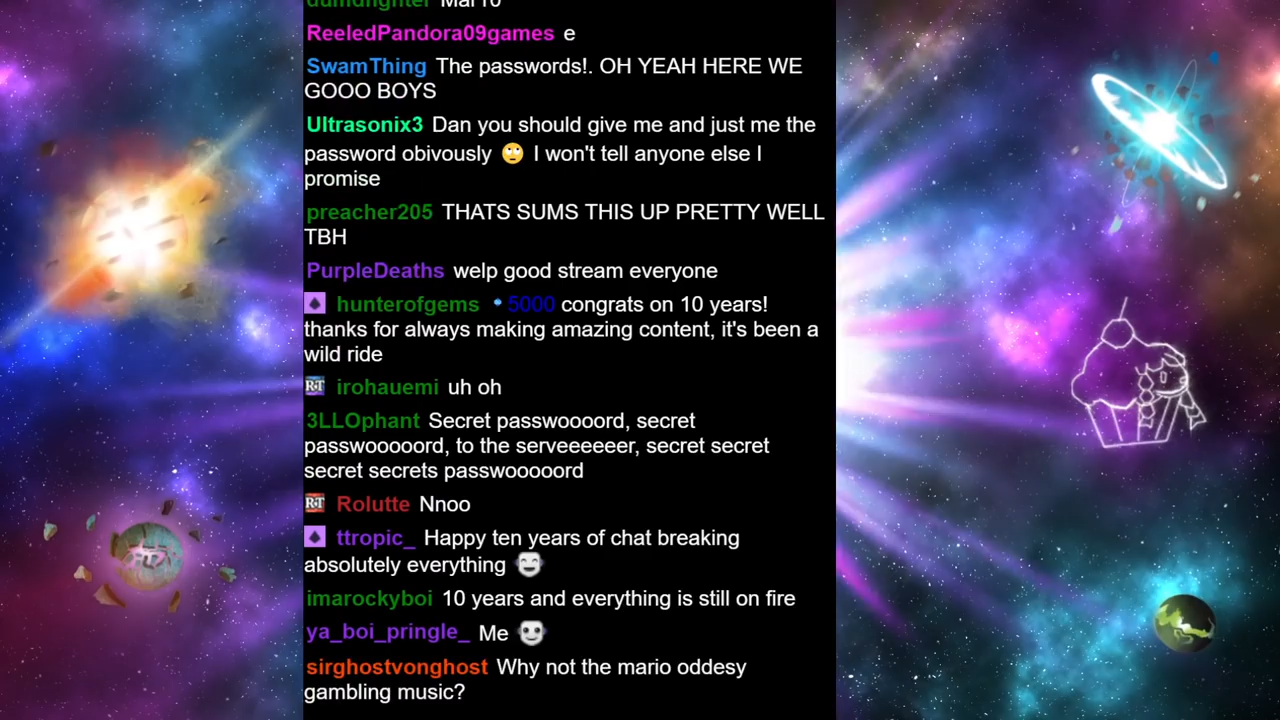 dumdfighter Mar10
ReeledPandora09games e
SwamThing The passwords!. OH YEAH HERE WE
GOOO BOYS
Ultrasonix3 Dan you should give me and just me the
password obivously 🙄 I won't tell anyone else I
promise
preacher205 THATS SUMS THIS UP PRETTY WELL
TBH
PurpleDeaths welp good stream everyone
hunterofgems 5000 congrats on 10 years!
thanks for always making amazing content, it's been a
wild ride
RT irohauemi uh oh
3LLOphant Secret passwoooord, secret
passwooooord, to the serveeeeeer, secret secret
secret secrets passwooooord
RT Rolutte Nnoo
ttropic_ Happy ten years of chat breaking
absolutely everything
imarockyboi 10 years and everything is still on fire
ya_boi_pringle_ Me
sirghostvonghost Why not the mario oddesy
gambling music?